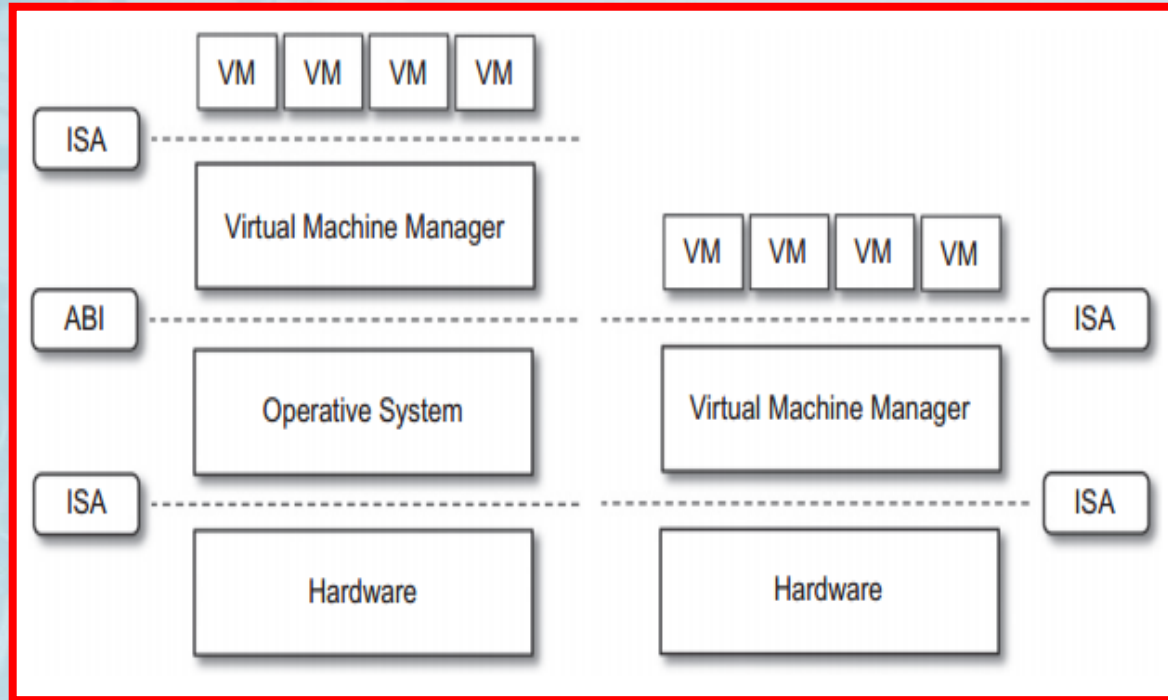 VM VM VM VM
ISA
Virtual Machine Manager
VM VM VM VM
ABI
ISA
Operative System
Virtual Machine Manager
ISA
ISA
Hardware
Hardware